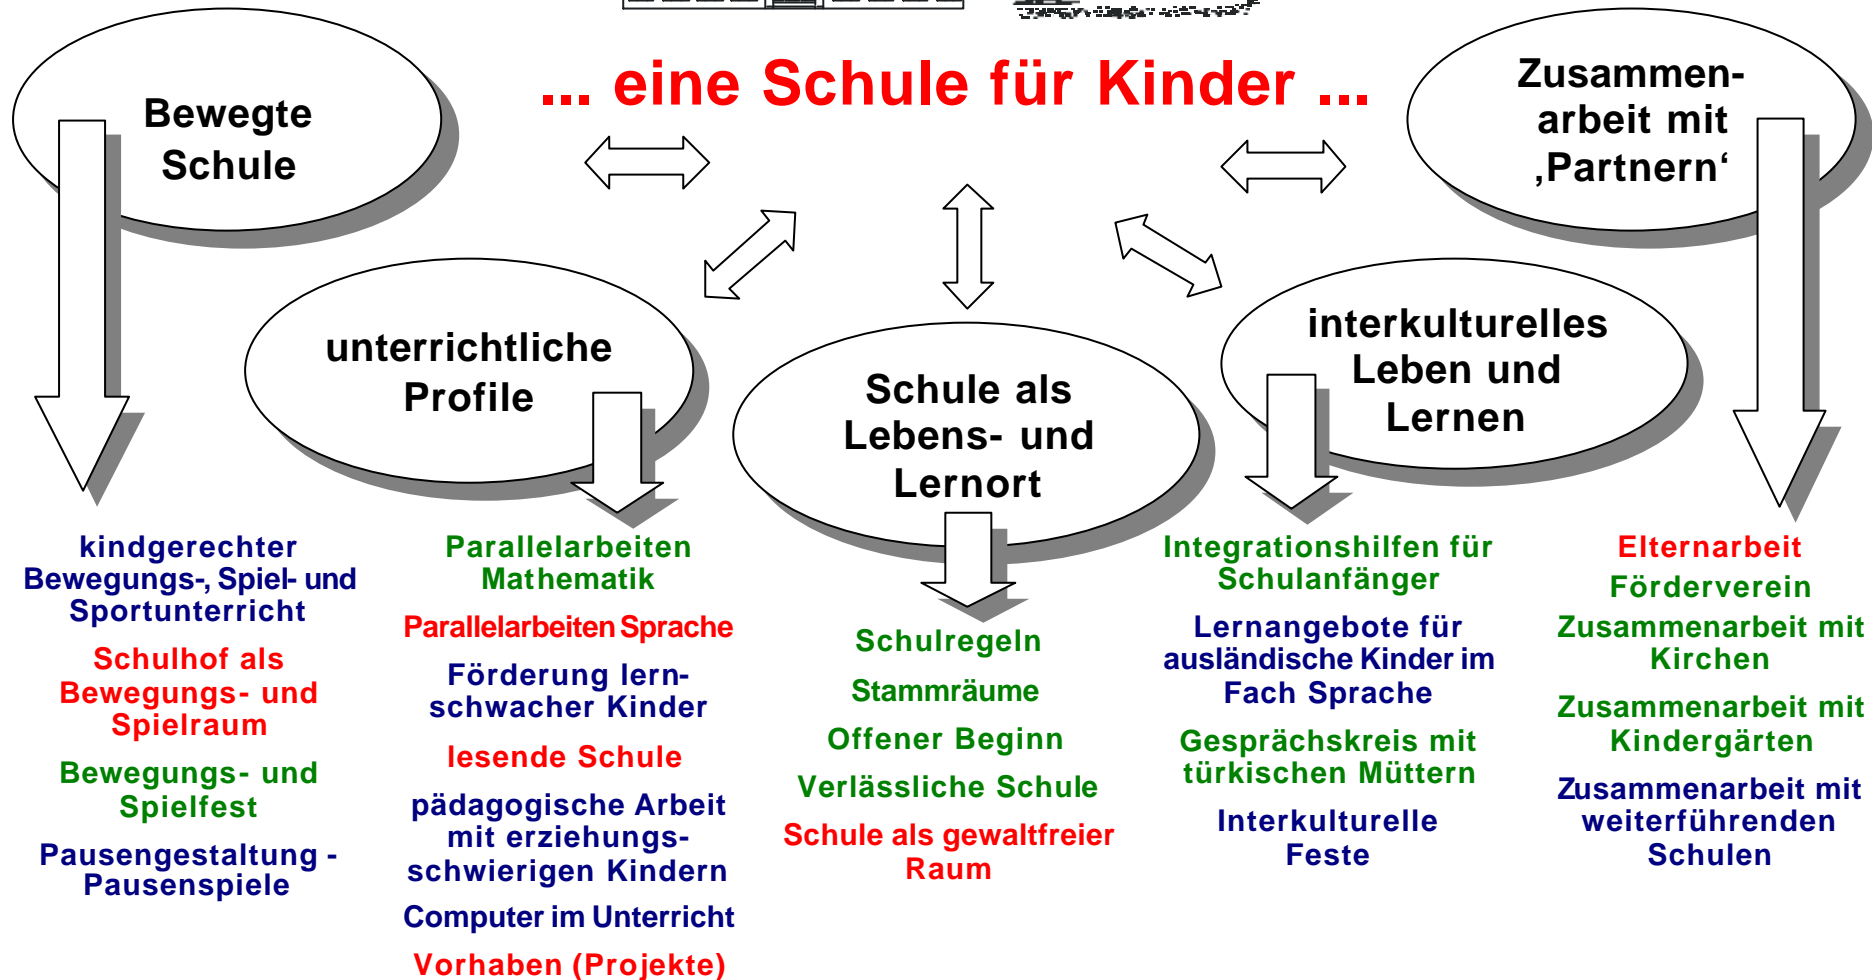 ... eine Schule für Kinder ...
Bewegte
Schule
unterrichtliche
Profile
Schule als
Lebens- und
Lernort
interkulturelles
Leben und
Lernen
Zusammen-
arbeit mit
‚Partnern‘
kindgerechter
Bewegungs-, Spiel- und
Sportunterricht
Schulhof als
Bewegungs- und
Spielraum
Bewegungs- und
Spielfest
Pausengestaltung -
Pausenspiele
Parallelarbeiten
Mathematik
Parallelarbeiten Sprache
Förderung lern-
schwacher Kinder
lesende Schule
pädagogische Arbeit
mit erziehungs-
schwierigen Kindern
Computer im Unterricht
Vorhaben (Projekte)
Schulregeln
Stammräume
Offener Beginn
Verlässliche Schule
Schule als gewaltfreier
Raum
Integrationshilfen für
Schulanfänger
Lernangebote für
ausländische Kinder im
Fach Sprache
Gesprächskreis mit
türkischen Müttern
Interkulturelle
Feste
Elternarbeit
Förderverein
Zusammenarbeit mit
Kirchen
Zusammenarbeit mit
Kindergärten
Zusammenarbeit mit
weiterführenden
Schulen